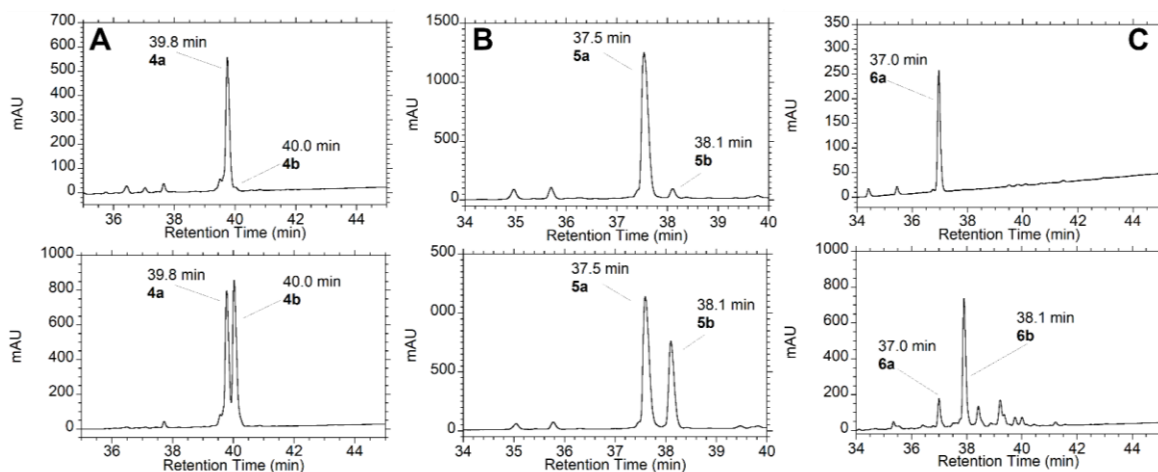 A
700
600
500
400
300
200
100
0
mAU
39.8 min
4a
40.0 min
4b
36 38 40 42 44
Retention Time (min)
B
1500
1000
500
0
mAU
37.5 min
5a
38.1 min
5b
34 35 36 37 38 39 40
Retention Time (min)
C
350
300
250
200
150
100
50
0
mAU
37.0 min
6a
34 36 38 40 42 44
Retention Time (min)
1000
800
600
400
200
0
mAU
39.8 min
4a
40.0 min
4b
36 38 40 42 44
Retention Time (min)
500
000
500
0
mAU
37.5 min
5a
38.1 min
5b
34 35 36 37 38 39 40
Retention Time (min)
1000
800
600
400
200
0
mAU
37.0 min
6a
38.1 min
6b
34 36 38 40 42 44
Retention Time (min)